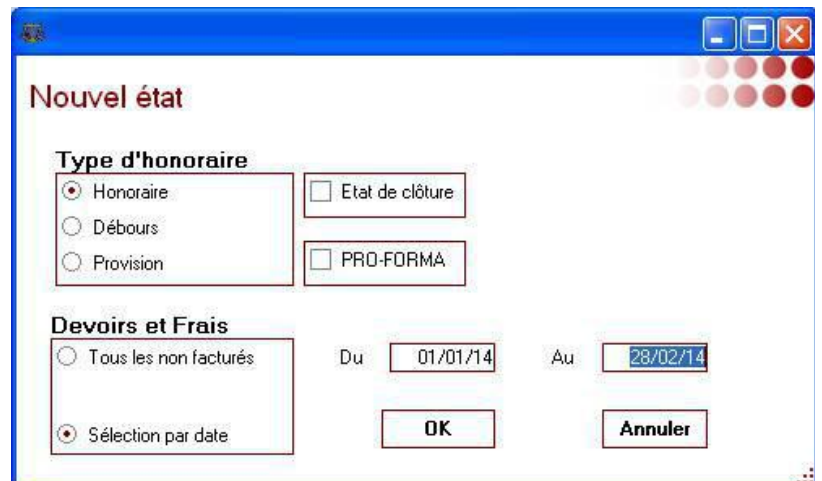 Nouvel état
Type d'honoraire
Honoraire Etat de clôture
Débours
Provision PRO-FORMA
Devoirs et Frais
Tous les non facturés Du 01/01/14 Au 28/02/14
Sélection par date OK Annuler